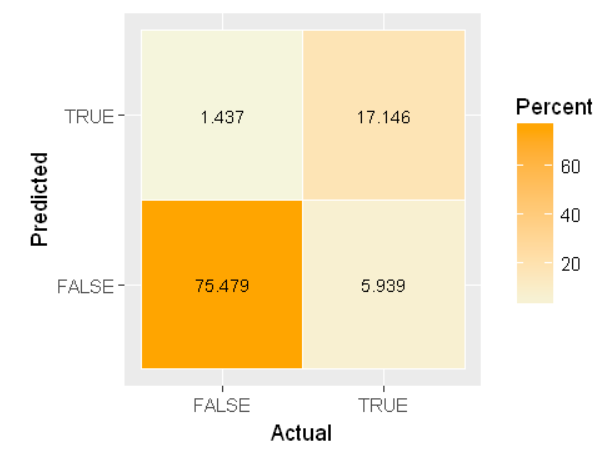 TRUE
1.437
17.146
Predicted
FALSE
75.479
5.939
FALSE
TRUE
Actual
Percent
60
40
20